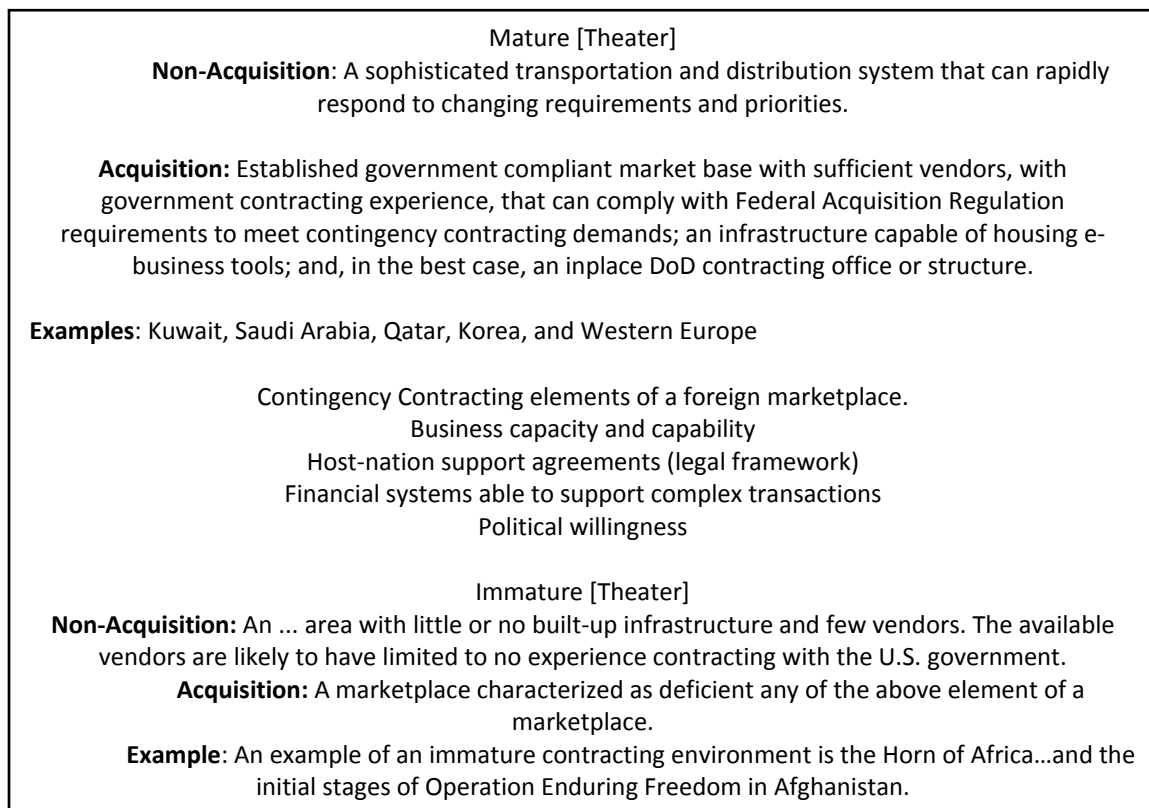 Mature [Theater]
Non-Acquisition: A sophisticated transportation and distribution system that can rapidly
respond to changing requirements and priorities.
Acquisition: Established government compliant market base with sufficient vendors, with
government contracting experience, that can comply with Federal Acquisition Regulation
requirements to meet contingency contracting demands; an infrastructure capable of housing e-
business tools; and, in the best case, an inplace DoD contracting office or structure.
Examples: Kuwait, Saudi Arabia, Qatar, Korea, and Western Europe
Contingency Contracting elements of a foreign marketplace.
Business capacity and capability
Host-nation support agreements (legal framework)
Financial systems able to support complex transactions
Political willingness
Immature [Theater]
Non-Acquisition: An ... area with little or no built-up infrastructure and few vendors. The available
vendors are likely to have limited to no experience contracting with the U.S. government.
Acquisition: A marketplace characterized as deficient any of the above element of a
marketplace.
Example: An example of an immature contracting environment is the Horn of Africa…and the
initial stages of Operation Enduring Freedom in Afghanistan.